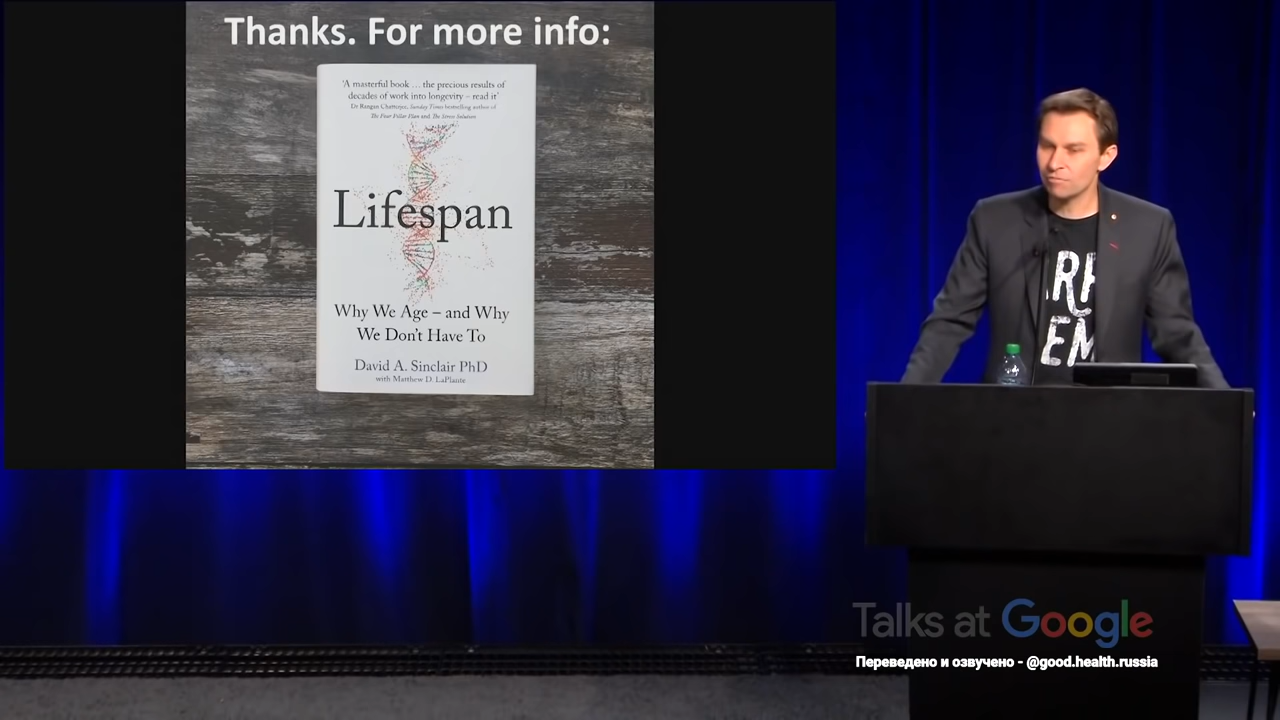 Thanks. For more info:
'A masterful book ... the precious results of
decades of work into longevity – read it'
Dr Rangan Chatterjee, Sunday Times bestselling author of
The Four Pillar Plan and The Stress Solution
Lifespan
Why We Age – and Why
We Don't Have To
David A. Sinclair PhD
with Matthew D. LaPlante
Talks at Google
Переведено и озвучено - @good.health.russia